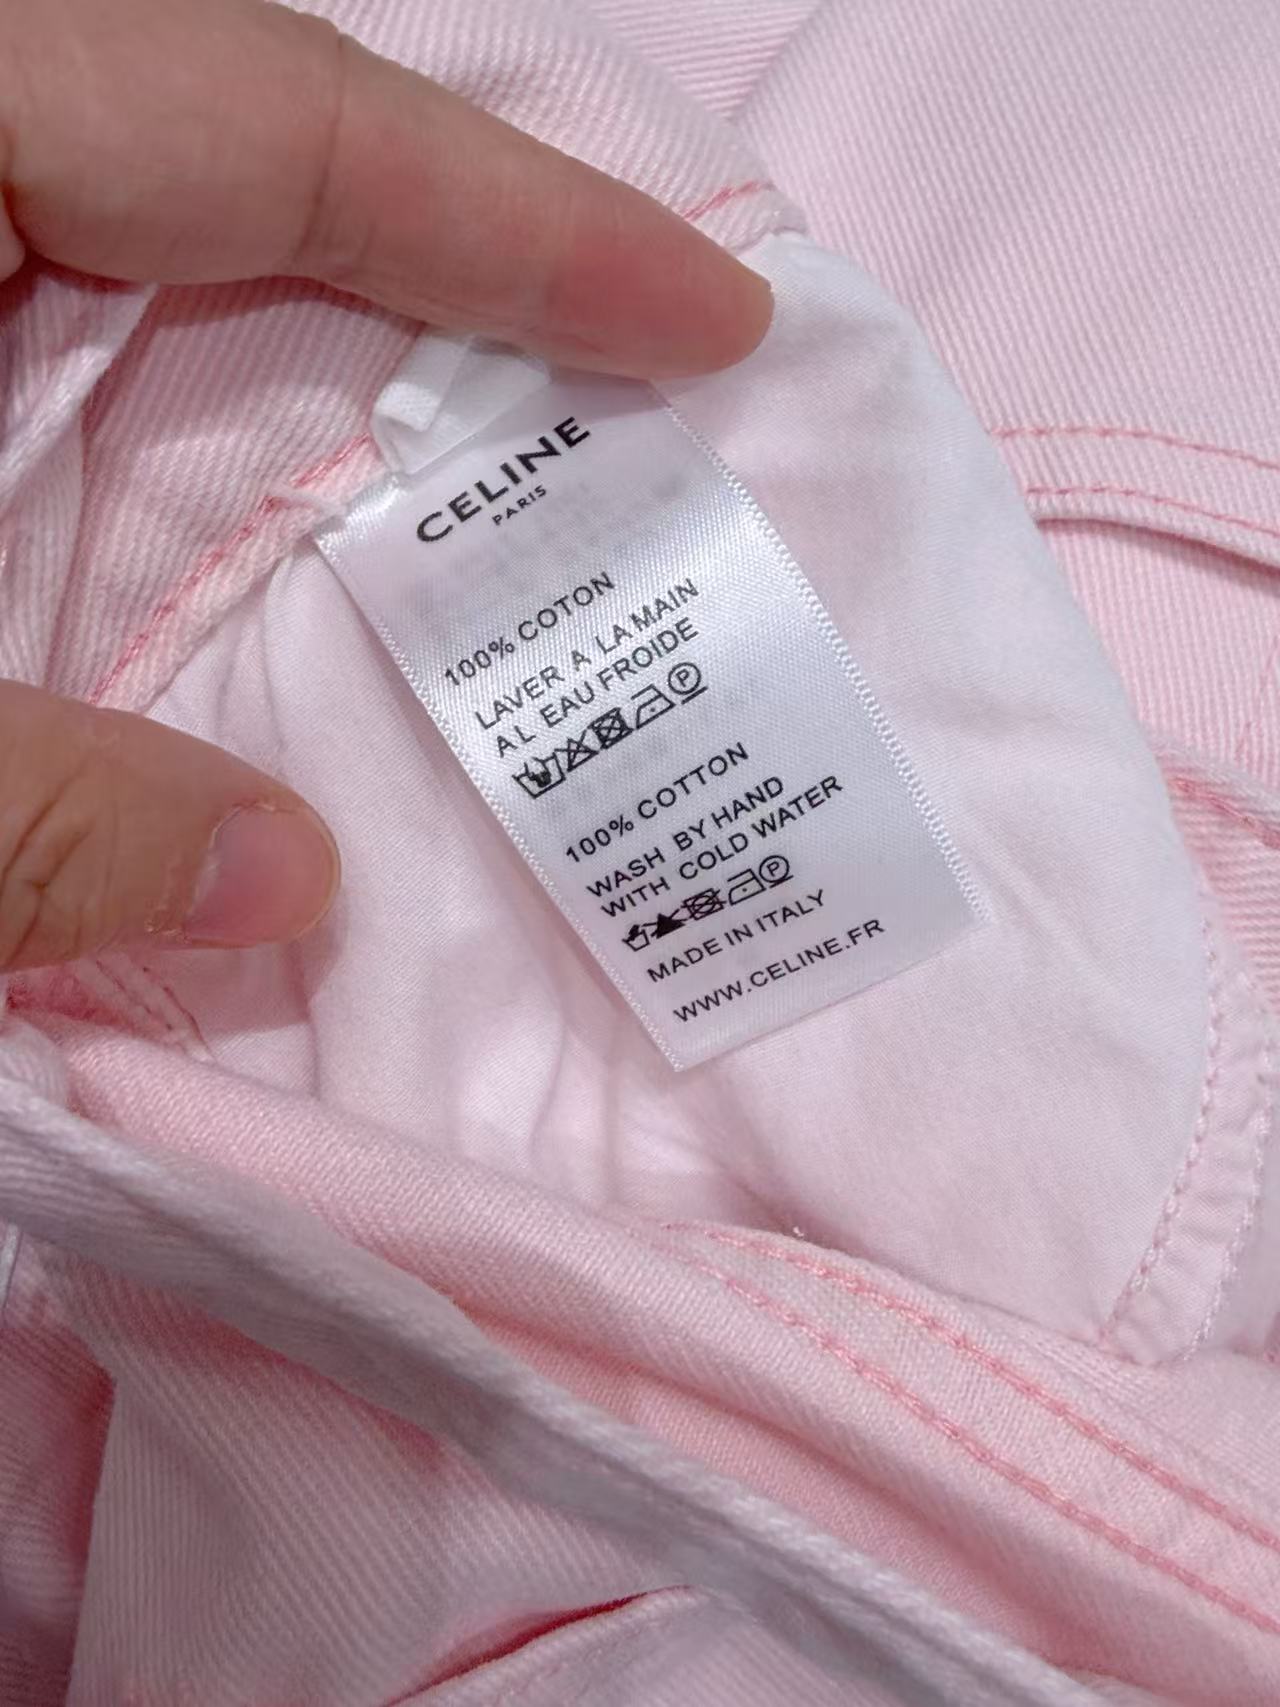 CELINE
PARIS
100% COTON
LAVER A LA MAIN
A L EAU FROIDE
P
100% COTTON
WASH BY HAND
WITH COLD WATER
P
MADE IN ITALY
WWW.CELINE.FR